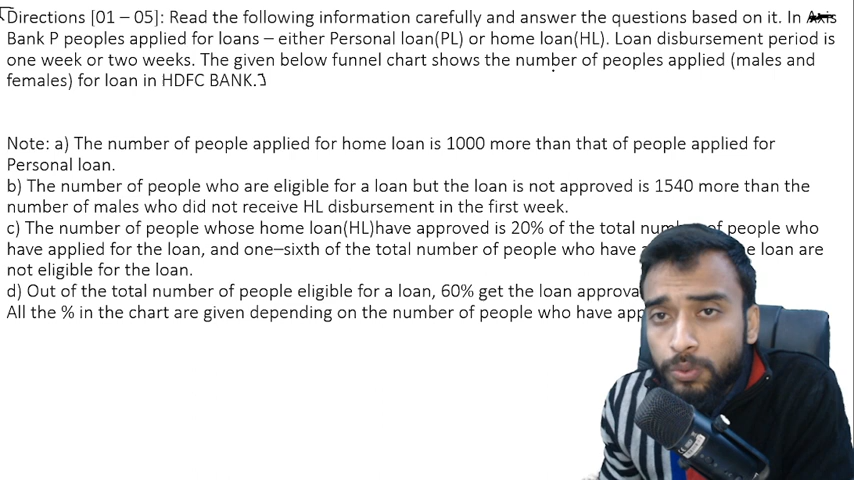 Directions [01 – 05]: Read the following information carefully and answer the questions based on it. In Axis
Bank P peoples applied for loans – either Personal loan(PL) or home loan(HL). Loan disbursement period is
one week or two weeks. The given below funnel chart shows the number of peoples applied (males and
females) for loan in HDFC BANK.
Note: a) The number of people applied for home loan is 1000 more than that of people applied for
Personal loan.
b) The number of people who are eligible for a loan but the loan is not approved is 1540 more than the
number of males who did not receive HL disbursement in the first week.
c) The number of people whose home loan(HL)have approved is 20% of the total of people who
have applied for the loan, and one–sixth of the total number of people who have loan are
not eligible for the loan.
d) Out of the total number of people eligible for a loan, 60% get the loan
All the % in the chart are given depending on the number of people who have